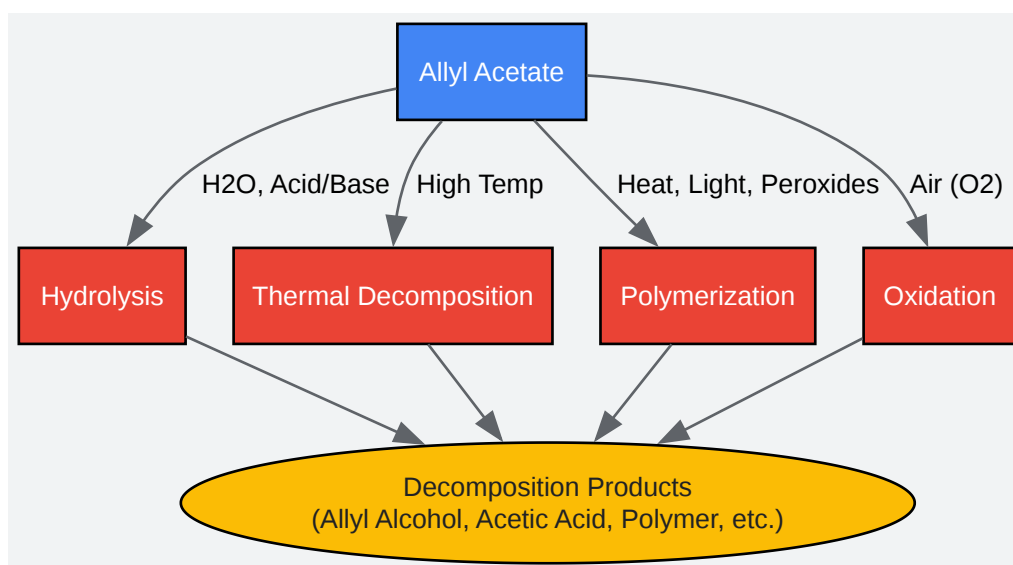 Allyl Acetate
H2O, Acid/Base
High Temp
Heat, Light, Peroxides
Air (O2)
Hydrolysis
Thermal Decomposition
Polymerization
Oxidation
Decomposition Products
(Allyl Alcohol, Acetic Acid, Polymer, etc.)